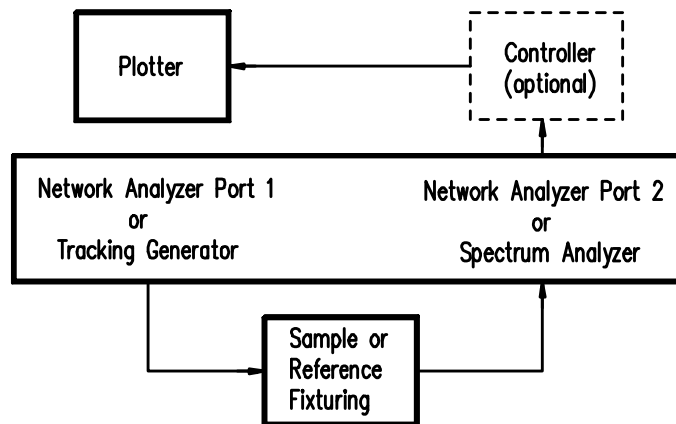 Plotter
Controller
(optional)
Network Analyzer Port 1
or
Tracking Generator
Network Analyzer Port 2
or
Spectrum Analyzer
Sample or
Reference
Fixturing